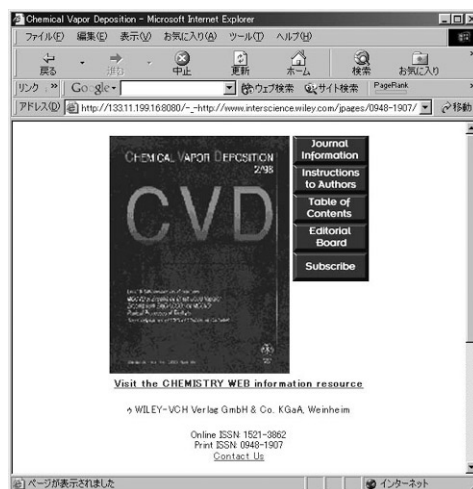 Chemical Vapor Deposition - Microsoft Internet Explorer
ファイル(F) 編集(E) 表示(V) お気に入り(A) ツール(T) ヘルプ(H)
戻る 進む 中止 更新 ホーム 検索 お気に入り
リンク » Google▾ ウェブ検索 サイト検索 PageRank »
アドレス(D) http://133.11.199.16:8080/-_-http://www.interscience.wiley.com/jpages/0948-1907/ 移動
CHEMICAL VAPOR DEPOSITION
2/98
CVD
Journal Information
Instructions to Authors
Table of Contents
Editorial Board
Subscribe
Visit the CHEMISTRY WEB information resource
WILEY-VCH Verlag GmbH & Co. KGaA, Weinheim
Online ISSN: 1521-3862
Print ISSN: 0948-1907
Contact Us
ページが表示されました インターネット